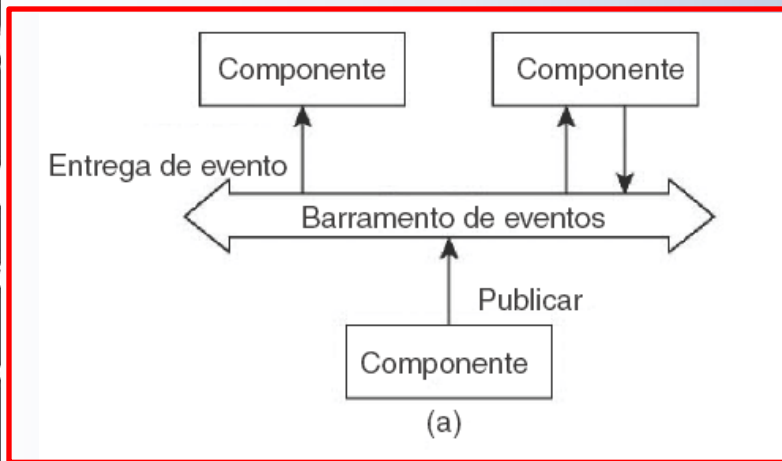 Componente
Componente
Entrega de evento
Barramento de eventos
Publicar
Componente
(a)